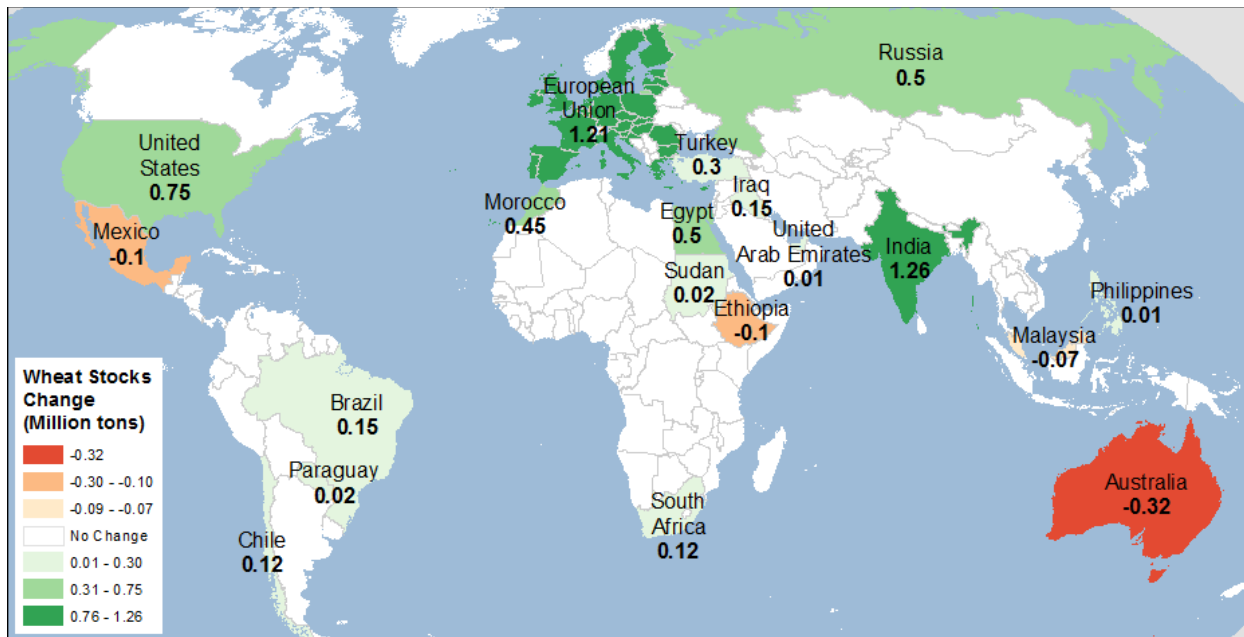 Russia
0.5
European
Union
1.21
United
States
0.75
Turkey
0.3
Iraq
0.15
Morocco
0.45
Egypt
0.5
United
Arab Emirates
0.01
India
1.26
Mexico
-0.1
Sudan
0.02
Ethiopia
-0.1
Philippines
0.01
Malaysia
-0.07
Brazil
0.15
Paraguay
0.02
Chile
0.12
South
Africa
0.12
Australia
-0.32
Wheat Stocks
Change
(Million tons)
-0.32
-0.30 - -0.10
-0.09 - -0.07
No Change
0.01 - 0.30
0.31 - 0.75
0.76 - 1.26